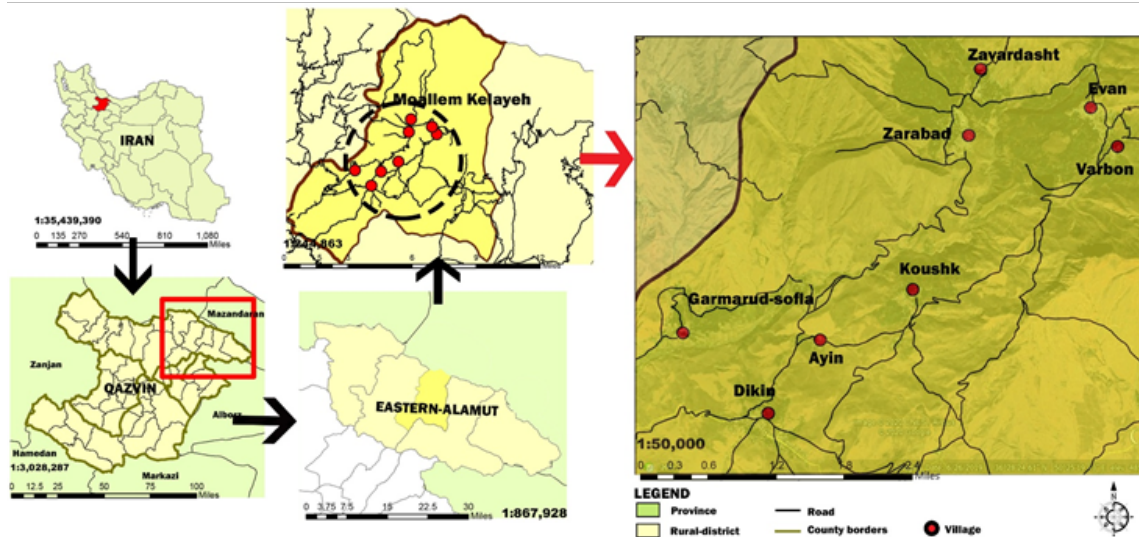 IRAN
1:35,439,390
0 135 270 540 810 1,080
Miles
Mazandaran
Zanjan
QAZVIN
Alborz
Hamedan
1:3,028,287
Markazi
0 12.5 25 50 75 100
Miles
Moallem Kelayeh
6
12
Miles
EASTERN-ALAMUT
0 3.75 7.5 15 22.5 30
Miles
1:867,928
Zavardasht
Evan
Zarabad
Varbon
Koushk
Garmarud-sofla
Ayin
Dikin
1:50,000
0 0.3 0.6 1.2 1.8 2.4
Miles
LEGEND
Province
Road
Rural-district
County borders
Village
N